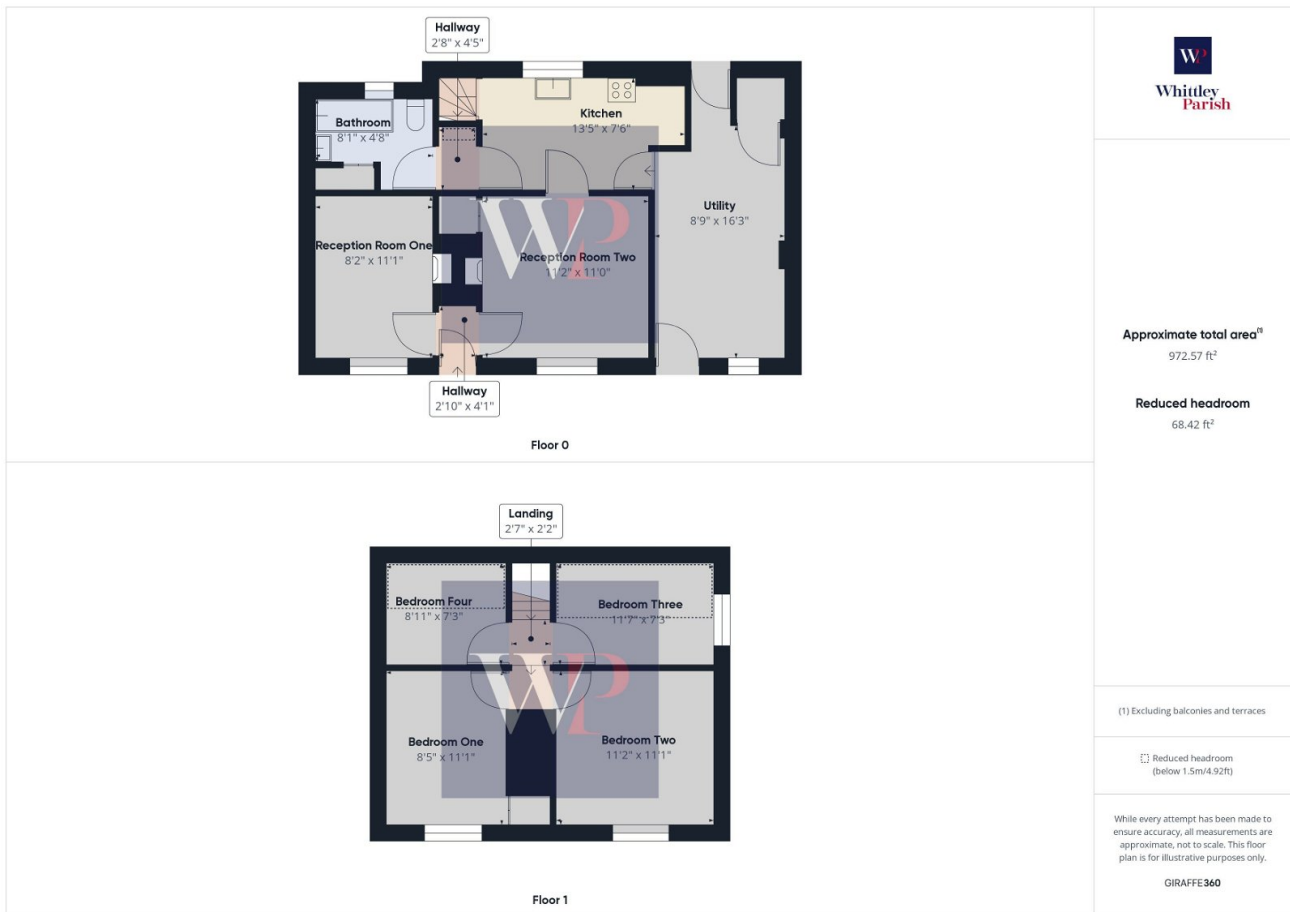 Hallway
2'8" x 4'5"
Bathroom
8'1" x 4'8"
Kitchen
13'5" x 7'6"
Utility
8'9" x 16'3"
Reception Room One
8'2" x 11'1"
Reception Room Two
11'2" x 11'0"
WP
Hallway
2'10" x 4'1"
Floor 0
Landing
2'7" x 2'2"
Bedroom Four
8'11" x 7'3"
Bedroom Three
11'7" x 7'3"
WP
Bedroom One
8'5" x 11'1"
Bedroom Two
11'2" x 11'1"
Floor 1
WP
Whittley
Parish
Approximate total area(1)
972.57 ft²
Reduced headroom
68.42 ft²
(1) Excluding balconies and terraces
Reduced headroom
(below 1.5m/4.92ft)
While every attempt has been made to
ensure accuracy, all measurements are
approximate, not to scale. This floor
plan is for illustrative purposes only.
GIRAFFE360